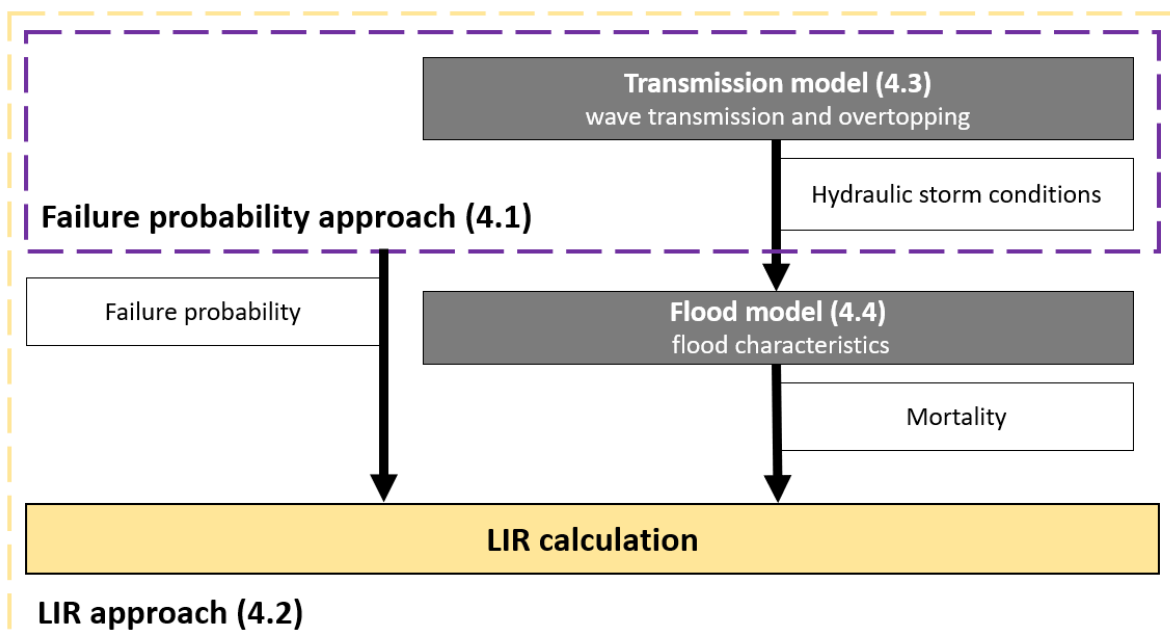 Transmission model (4.3)
wave transmission and overtopping
Hydraulic storm conditions
Failure probability approach (4.1)
Failure probability
Flood model (4.4)
flood characteristics
Mortality
LIR calculation
LIR approach (4.2)